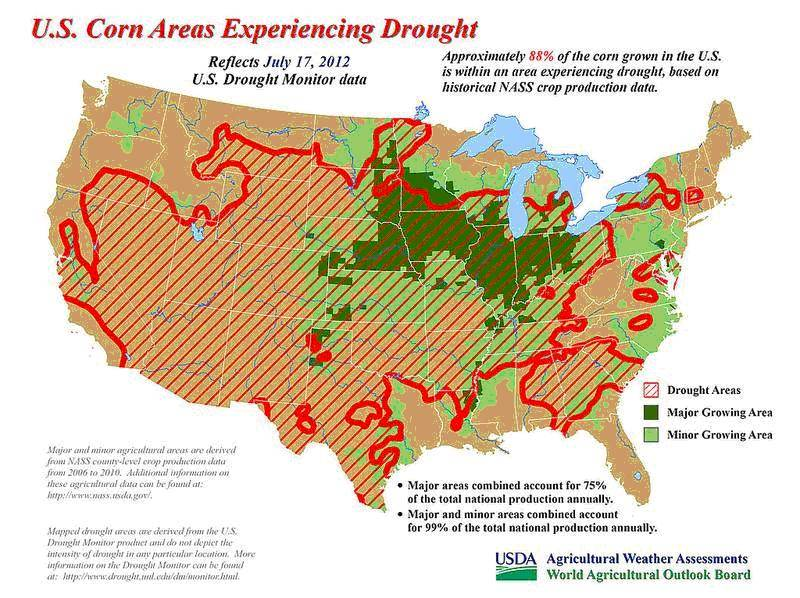 U.S. Corn Areas Experiencing Drought
Reflects July 17, 2012
U.S. Drought Monitor data
Approximately 88% of the corn grown in the U.S.
is within an area experiencing drought, based on
historical NASS crop production data.
Drought Areas
Major Growing Area
Minor Growing Area
Major and minor agricultural areas are derived
from NASS county-level crop production data
from 2006 to 2010. Additional information on
these agricultural data can be found at:
http://www.nass.usda.gov/.
• Major areas combined account for 75%
of the total national production annually.
• Major and minor areas combined account
for 99% of the total national production annually.
Mapped drought areas are derived from the U.S.
Drought Monitor product and do not depict the
intensity of drought in any particular location. More
information on the Drought Monitor can be found
at: http://www.drought.unl.edu/dm/monitor.html.
USDA Agricultural Weather Assessments
World Agricultural Outlook Board